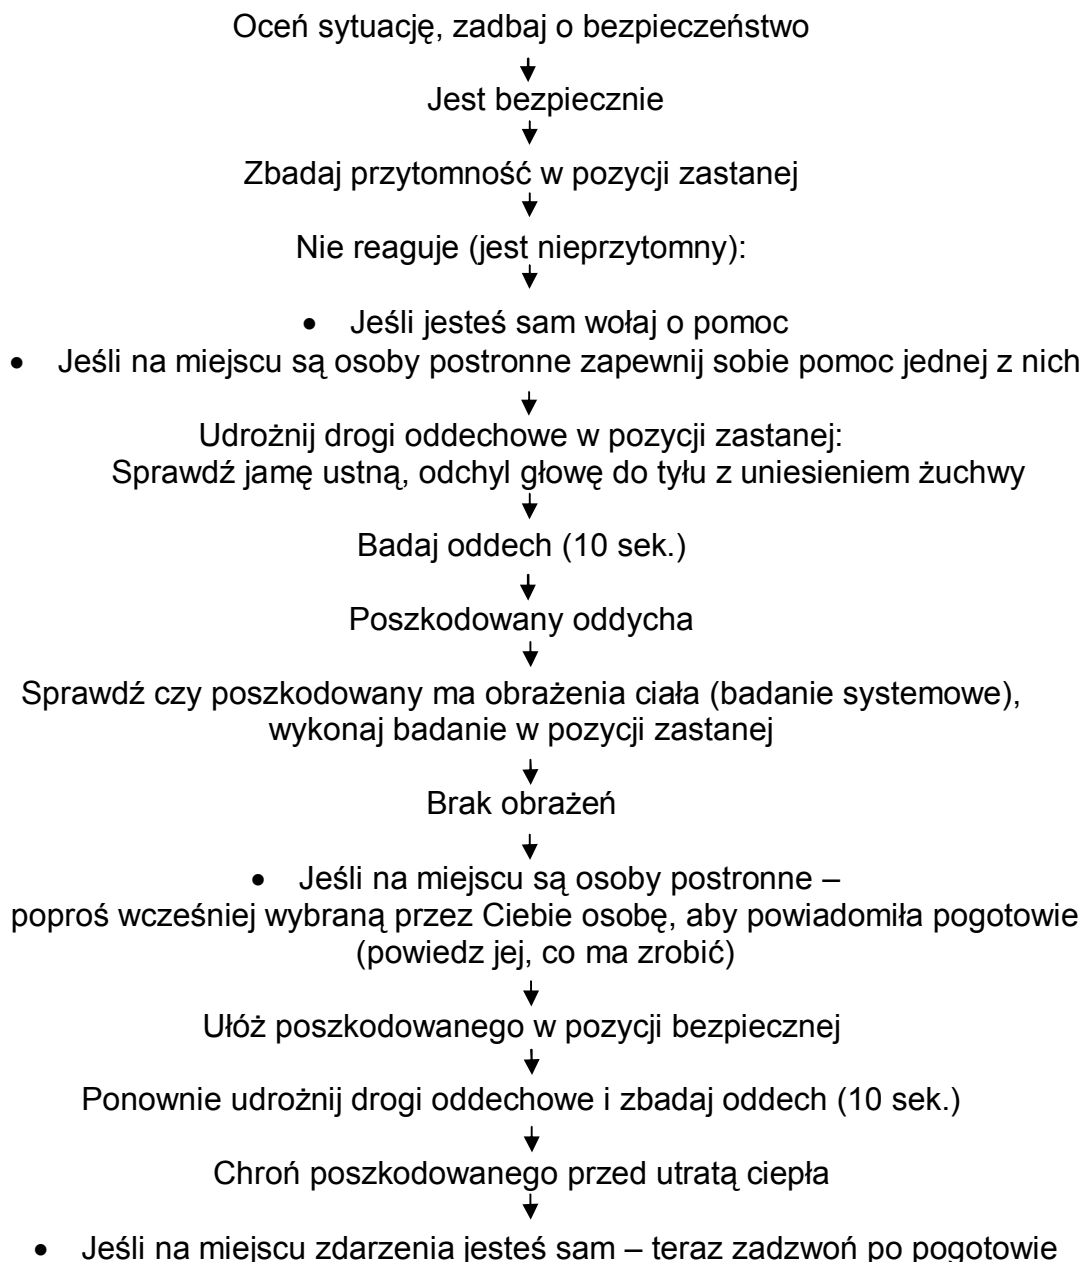 Oceń sytuację, zadbaj o bezpieczeństwo
Jest bezpiecznie
Zbadaj przytomność w pozycji zastanej
Nie reaguje (jest nieprzytomny):
• Jeśli jesteś sam wołaj o pomoc
• Jeśli na miejscu są osoby postronne zapewnij sobie pomoc jednej z nich
Udrożnij drogi oddechowe w pozycji zastanej:
Sprawdź jamę ustną, odchyl głowę do tyłu z uniesieniem żuchwy
Badaj oddech (10 sek.)
Poszkodowany oddycha
Sprawdź czy poszkodowany ma obrażenia ciała (badanie systemowe),
wykonaj badanie w pozycji zastanej
Brak obrażeń
• Jeśli na miejscu są osoby postronne –
poproś wcześniej wybraną przez Ciebie osobę, aby powiadomiła pogotowie
(powiedz jej, co ma zrobić)
Ułóż poszkodowanego w pozycji bezpiecznej
Ponownie udrożnij drogi oddechowe i zbadaj oddech (10 sek.)
Chroń poszkodowanego przed utratą ciepła
• Jeśli na miejscu zdarzenia jesteś sam – teraz zadzwoń po pogotowie